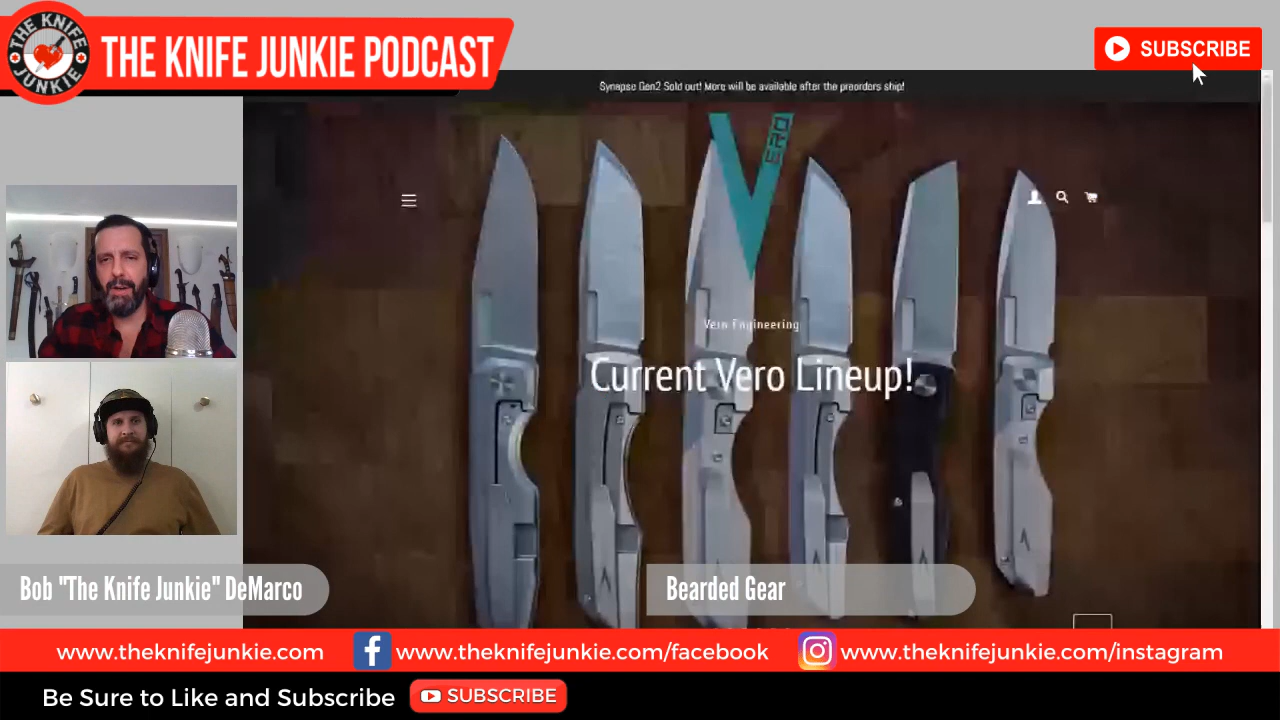 THE KNIFE
JUNKIE
THE KNIFE JUNKIE PODCAST
SUBSCRIBE
Synapse Gen2 Sold out! More will be available after the preorders ship!
VERO
Vero Engineering
Current Vero Lineup!
Bob "The Knife Junkie" DeMarco
Bearded Gear
www.theknifejunkie.com
www.theknifejunkie.com/facebook
www.theknifejunkie.com/instagram
Be Sure to Like and Subscribe
SUBSCRIBE